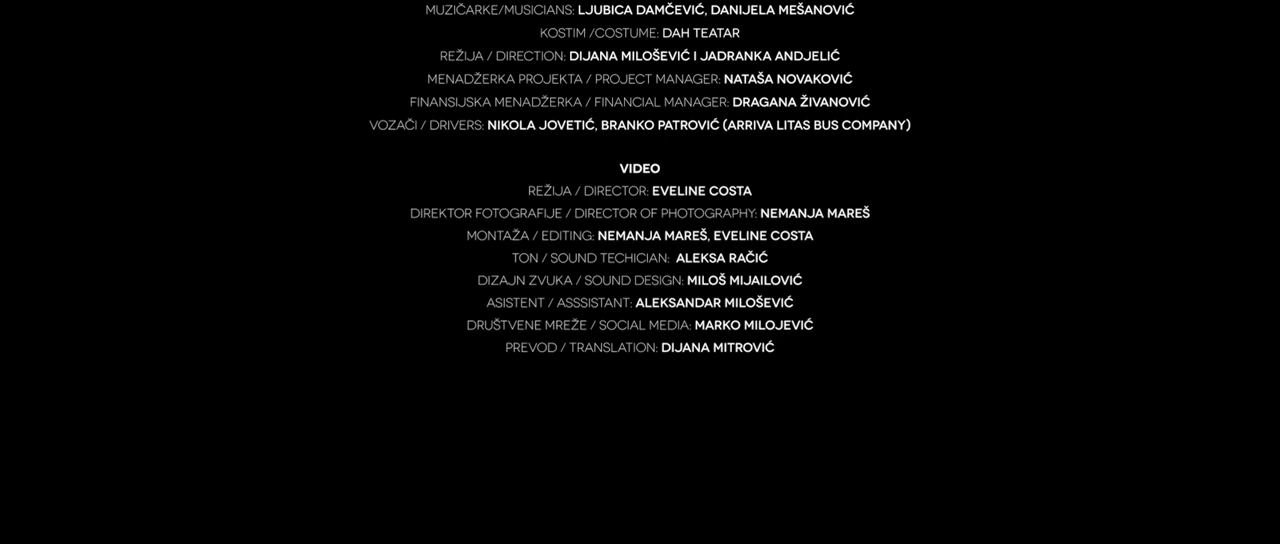 MUZIČARKE/MUSICIANS: LJUBICA DAMČEVIĆ, DANIJELA MEŠANOVIĆ
KOSTIM /COSTUME: DAH TEATAR
REŽIJA / DIRECTION: DIJANA MILOŠEVIĆ I JADRANKA ANDJELIĆ
MENADŽERKA PROJEKTA / PROJECT MANAGER: NATAŠA NOVAKOVIĆ
FINANSIJSKA MENADŽERKA / FINANCIAL MANAGER: DRAGANA ŽIVANOVIĆ
VOZAČI / DRIVERS: NIKOLA JOVETIĆ, BRANKO PATROVIĆ (ARRIVA LITAS BUS COMPANY)
VIDEO
REŽIJA / DIRECTOR: EVELINE COSTA
DIREKTOR FOTOGRAFIJE / DIRECTOR OF PHOTOGRAPHY: NEMANJA MAREŠ
MONTAŽA / EDITING: NEMANJA MAREŠ, EVELINE COSTA
TON / SOUND TECHICIAN: ALEKSA RAČIĆ
DIZAJN ZVUKA / SOUND DESIGN: MILOŠ MIJAILOVIĆ
ASISTENT / ASSSISTANT: ALEKSANDAR MILOŠEVIĆ
DRUŠTVENE MREŽE / SOCIAL MEDIA: MARKO MILOJEVIĆ
PREVOD / TRANSLATION: DIJANA MITROVIĆ